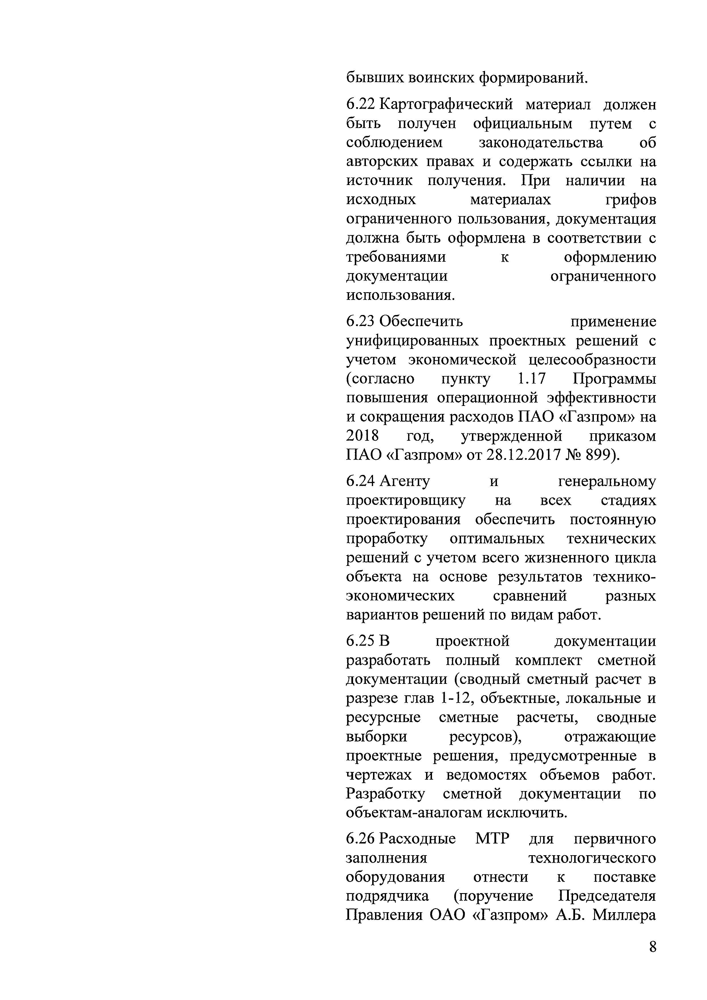 бывших воинских формирований.
6.22 Картографический материал должен
быть получен официальным путем с
соблюдением законодательства об
авторских правах и содержать ссылки на
источник получения. При наличии на
исходных материалах грифов
ограниченного пользования, документация
должна быть оформлена в соответствии с
требованиями к оформлению
документации ограниченного
использования.
6.23 Обеспечить применение
унифицированных проектных решений с
учетом экономической целесообразности
(согласно пункту 1.17 Программы
повышения операционной эффективности
и сокращения расходов ПАО «Газпром» на
2018 год, утвержденной приказом
ПАО «Газпром» от 28.12.2017 № 899).
6.24 Агенту и генеральному
проектировщику на всех стадиях
проектирования обеспечить постоянную
проработку оптимальных технических
решений с учетом всего жизненного цикла
объекта на основе результатов технико-
экономических сравнений разных
вариантов решений по видам работ.
6.25 В проектной документации
разработать полный комплект сметной
документации (сводный сметный расчет в
разрезе глав 1-12, объектные, локальные и
ресурсные сметные расчеты, сводные
выборки ресурсов), отражающие
проектные решения, предусмотренные в
чертежах и ведомостях объемов работ.
Разработку сметной документации по
объектам-аналогам исключить.
6.26 Расходные МТР для первичного
заполнения технологического
оборудования отнести к поставке
подрядчика (поручение Председателя
Правления ОАО «Газпром» А.Б. Миллера
8